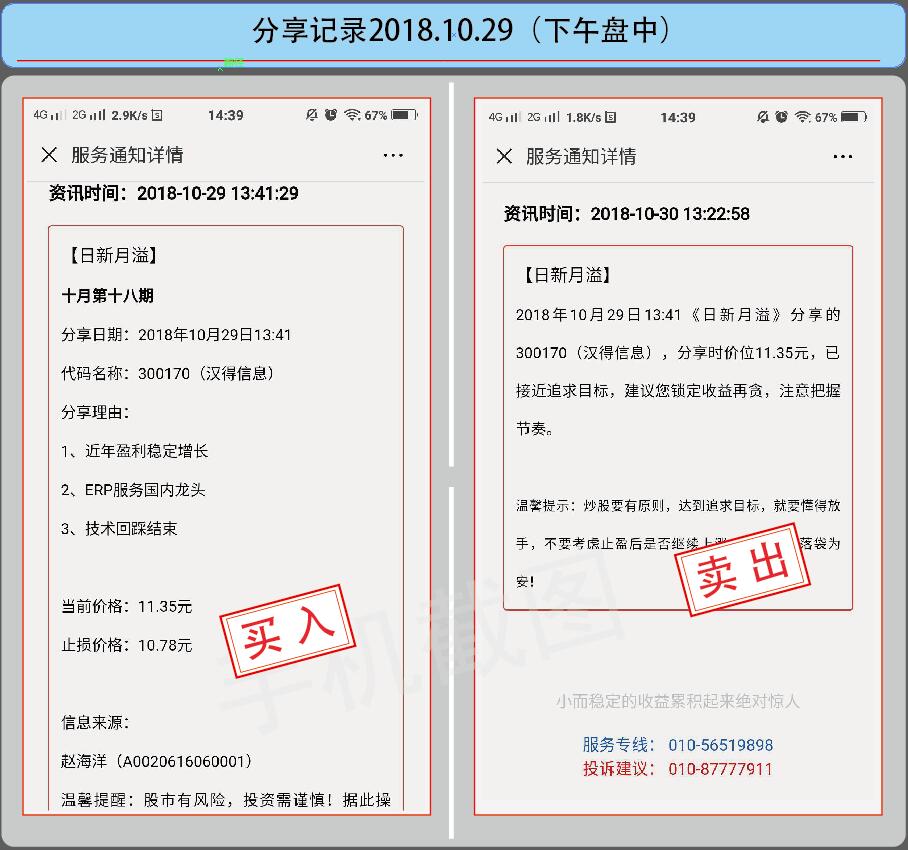 分享记录2018.10.29（下午盘中）
4G 2G 2.9K/s 14:39 67%
服务通知详情
资讯时间：2018-10-29 13:41:29
【日新月溢】
十月第十八期
分享日期：2018年10月29日13:41
代码名称：300170（汉得信息）
分享理由：
1、近年盈利稳定增长
2、ERP服务国内龙头
3、技术回踩结束
当前价格：11.35元
止损价格：10.78元
买入
信息来源：
赵海洋（A0020616060001）
温馨提醒：股市有风险，投资需谨慎！据此操
4G 2G 1.8K/s 14:39 67%
服务通知详情
资讯时间：2018-10-30 13:22:58
【日新月溢】
2018年10月29日13:41《日新月溢》分享的
300170（汉得信息），分享时价位11.35元，已
接近追求目标，建议您锁定收益再贪，注意把握
节奏。
温馨提示：炒股要有原则，达到追求目标，就要懂得放
手，不要考虑止盈后是否继续上 落袋为
安！
卖出
手机截图
小而稳定的收益累积起来绝对惊人
服务专线： 010-56519898
投诉建议： 010-87777911